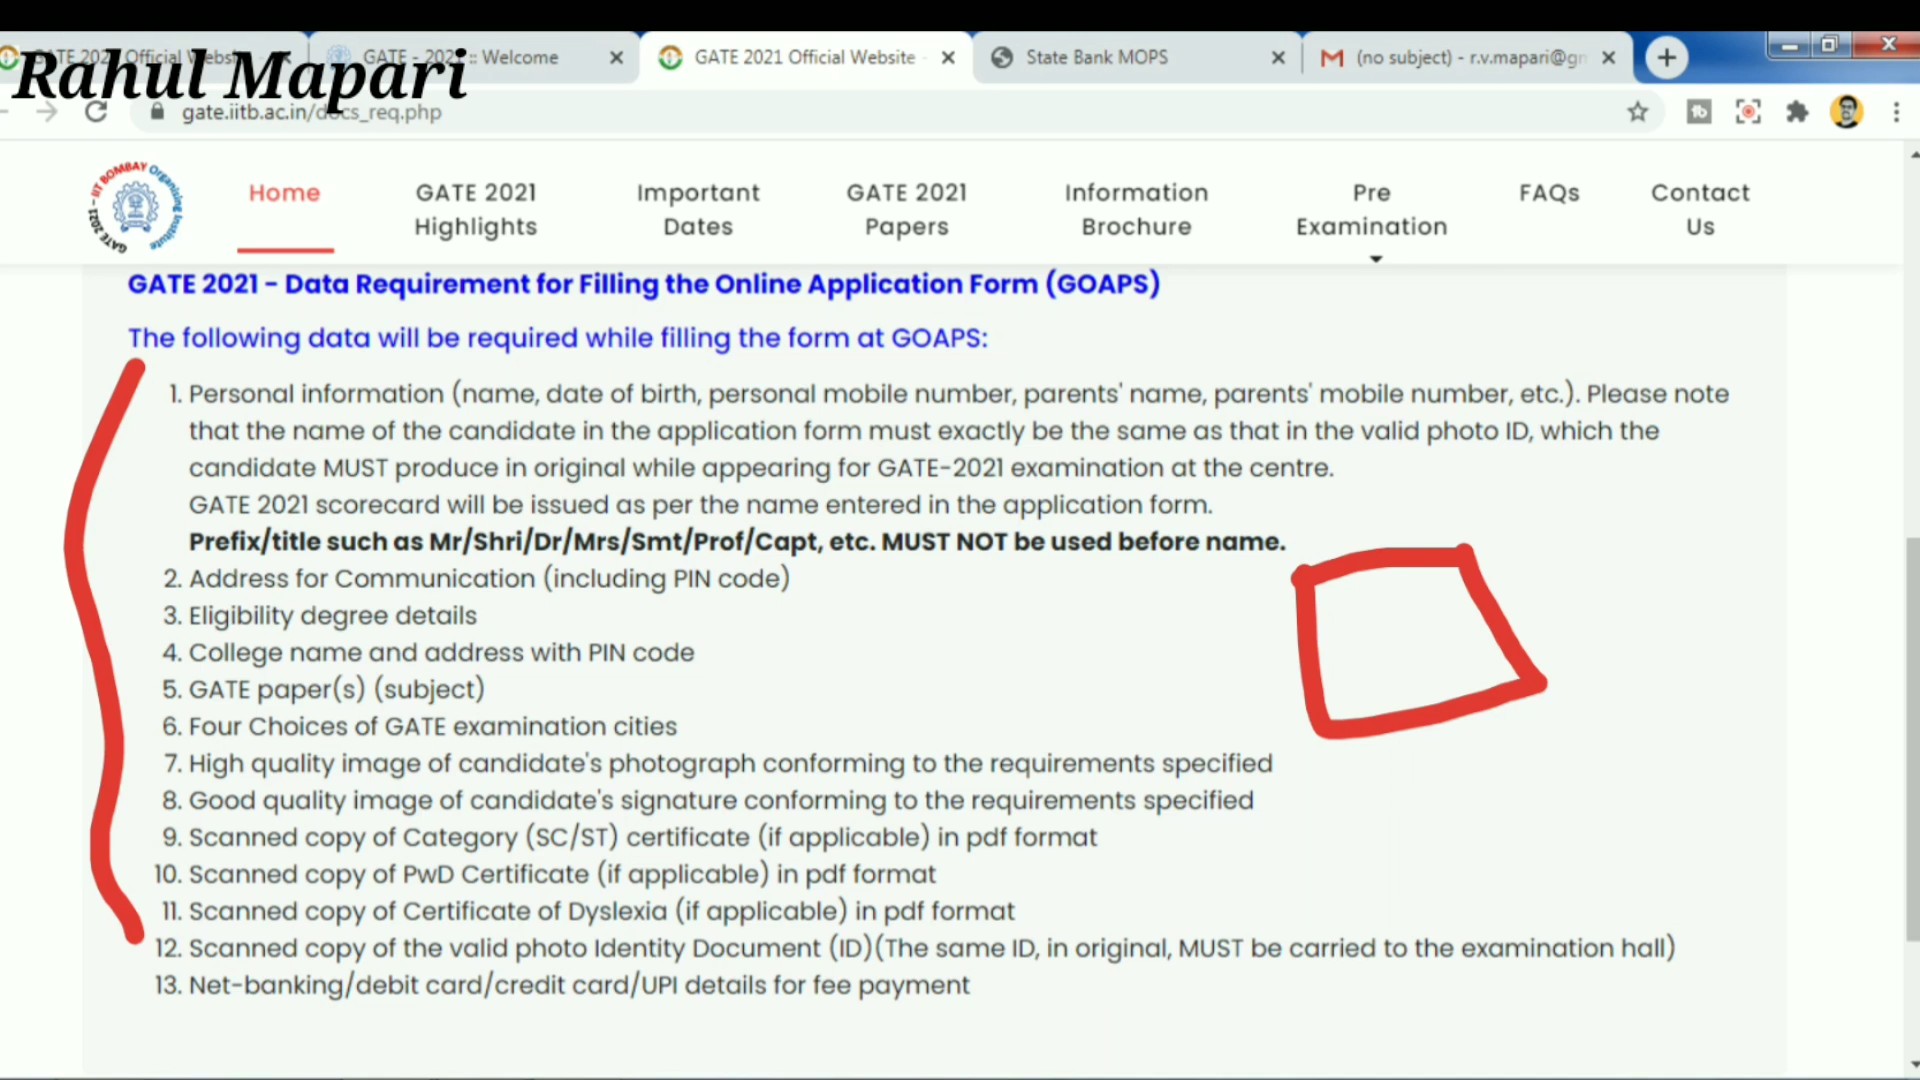 Rahul Mapari
GATE 2021 Official Website
GATE - 2021 :: Welcome
GATE 2021 Official Website
State Bank MOPS
(no subject) - r.v.mapari@gm
gate.iitb.ac.in/docs_req.php
GATE 2021 - IIT BOMBAY Organising Institute
Home
GATE 2021
Highlights
Important
Dates
GATE 2021
Papers
Information
Brochure
Pre
Examination
FAQs
Contact
Us
GATE 2021 - Data Requirement for Filling the Online Application Form (GOAPS)
The following data will be required while filling the form at GOAPS:
1. Personal information (name, date of birth, personal mobile number, parents' name, parents' mobile number, etc.). Please note
that the name of the candidate in the application form must exactly be the same as that in the valid photo ID, which the
candidate MUST produce in original while appearing for GATE-2021 examination at the centre.
GATE 2021 scorecard will be issued as per the name entered in the application form.
Prefix/title such as Mr/Shri/Dr/Mrs/Smt/Prof/Capt, etc. MUST NOT be used before name.
2. Address for Communication (including PIN code)
3. Eligibility degree details
4. College name and address with PIN code
5. GATE paper(s) (subject)
6. Four Choices of GATE examination cities
7. High quality image of candidate's photograph conforming to the requirements specified
8. Good quality image of candidate's signature conforming to the requirements specified
9. Scanned copy of Category (SC/ST) certificate (if applicable) in pdf format
10. Scanned copy of PwD Certificate (if applicable) in pdf format
11. Scanned copy of Certificate of Dyslexia (if applicable) in pdf format
12. Scanned copy of the valid photo Identity Document (ID)(The same ID, in original, MUST be carried to the examination hall)
13. Net-banking/debit card/credit card/UPI details for fee payment